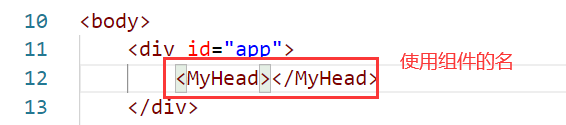 10 <body>
11 <div id="app">
12 <MyHead></MyHead> 使用组件的名
13 </div>